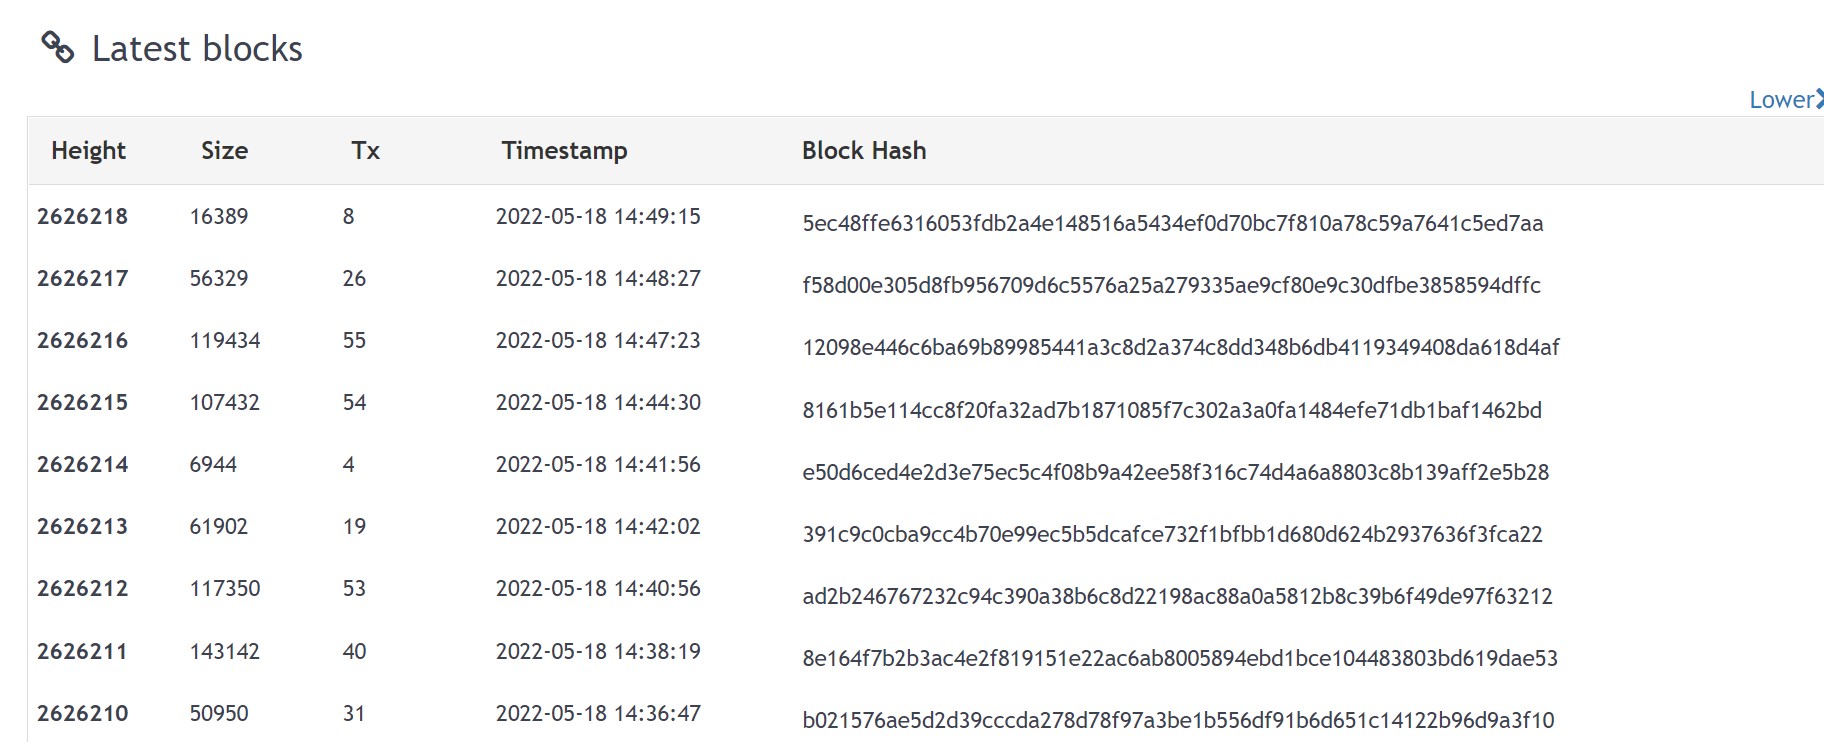 Latest blocks
Lower
Height Size Tx Timestamp Block Hash
2626218 16389 8 2022-05-18 14:49:15 5ec48ffe6316053fdb2a4e148516a5434ef0d70bc7f810a78c59a7641c5ed7aa
2626217 56329 26 2022-05-18 14:48:27 f58d00e305d8fb956709d6c5576a25a279335ae9cf80e9c30dfbe3858594dffc
2626216 119434 55 2022-05-18 14:47:23 12098e446c6ba69b89985441a3c8d2a374c8dd348b6db4119349408da618d4af
2626215 107432 54 2022-05-18 14:44:30 8161b5e114cc8f20fa32ad7b1871085f7c302a3a0fa1484efe71db1baf1462bd
2626214 6944 4 2022-05-18 14:41:56 e50d6ced4e2d3e75ec5c4f08b9a42ee58f316c74d4a6a8803c8b139aff2e5b28
2626213 61902 19 2022-05-18 14:42:02 391c9c0cba9cc4b70e99ec5b5dcafce732f1bfbb1d680d624b2937636f3fca22
2626212 117350 53 2022-05-18 14:40:56 ad2b246767232c94c390a38b6c8d22198ac88a0a5812b8c39b6f49de97f63212
2626211 143142 40 2022-05-18 14:38:19 8e164f7b2b3ac4e2f819151e22ac6ab8005894ebd1bce104483803bd619dae53
2626210 50950 31 2022-05-18 14:36:47 b021576ae5d2d39cccda278d78f97a3be1b556df91b6d651c14122b96d9a3f10